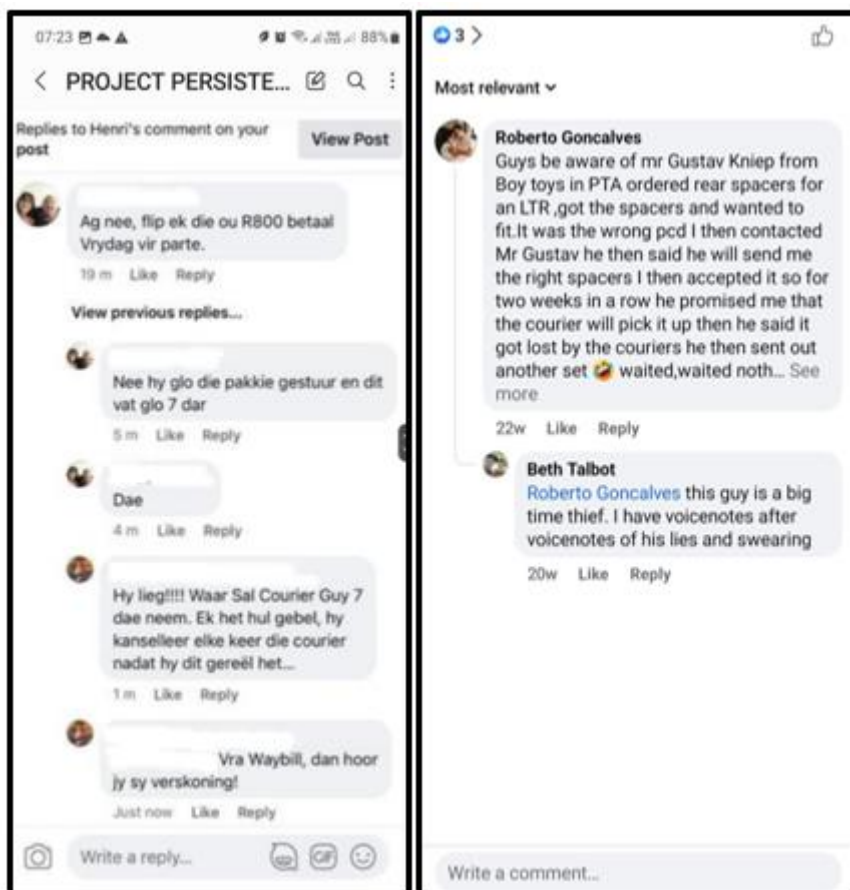 07:23
88%
PROJECT PERSISTE...
Replies to Henri's comment on your
post
View Post
Ag nee, flip ek die ou R800 betaal
Vrydag vir parte.
19 m Like Reply
View previous replies...
Nee hy glo die pakkie gestuur en dit
vat glo 7 dar
5 m Like Reply
Dae
4 m Like Reply
Hy lieg!!!! Waar Sal Courier Guy 7
dae neem. Ek het hul gebel, hy
kanselleer elke keer die courier
nadat hy dit gereël het...
1 m Like Reply
Vra Waybill, dan hoor
jy sy verskoning!
Just now Like Reply
Write a reply...
GIF
3
Most relevant
Roberto Goncalves
Guys be aware of mr Gustav Kniep from
Boy toys in PTA ordered rear spacers for
an LTR ,got the spacers and wanted to
fit.It was the wrong pcd I then contacted
Mr Gustav he then said he will send me
the right spacers I then accepted it so for
two weeks in a row he promised me that
the courier will pick it up then he said it
got lost by the couriers he then sent out
another set 🤣 waited,waited noth... See
more
22w Like Reply
Beth Talbot
Roberto Goncalves this guy is a big
time thief. I have voicenotes after
voicenotes of his lies and swearing
20w Like Reply
Write a comment...